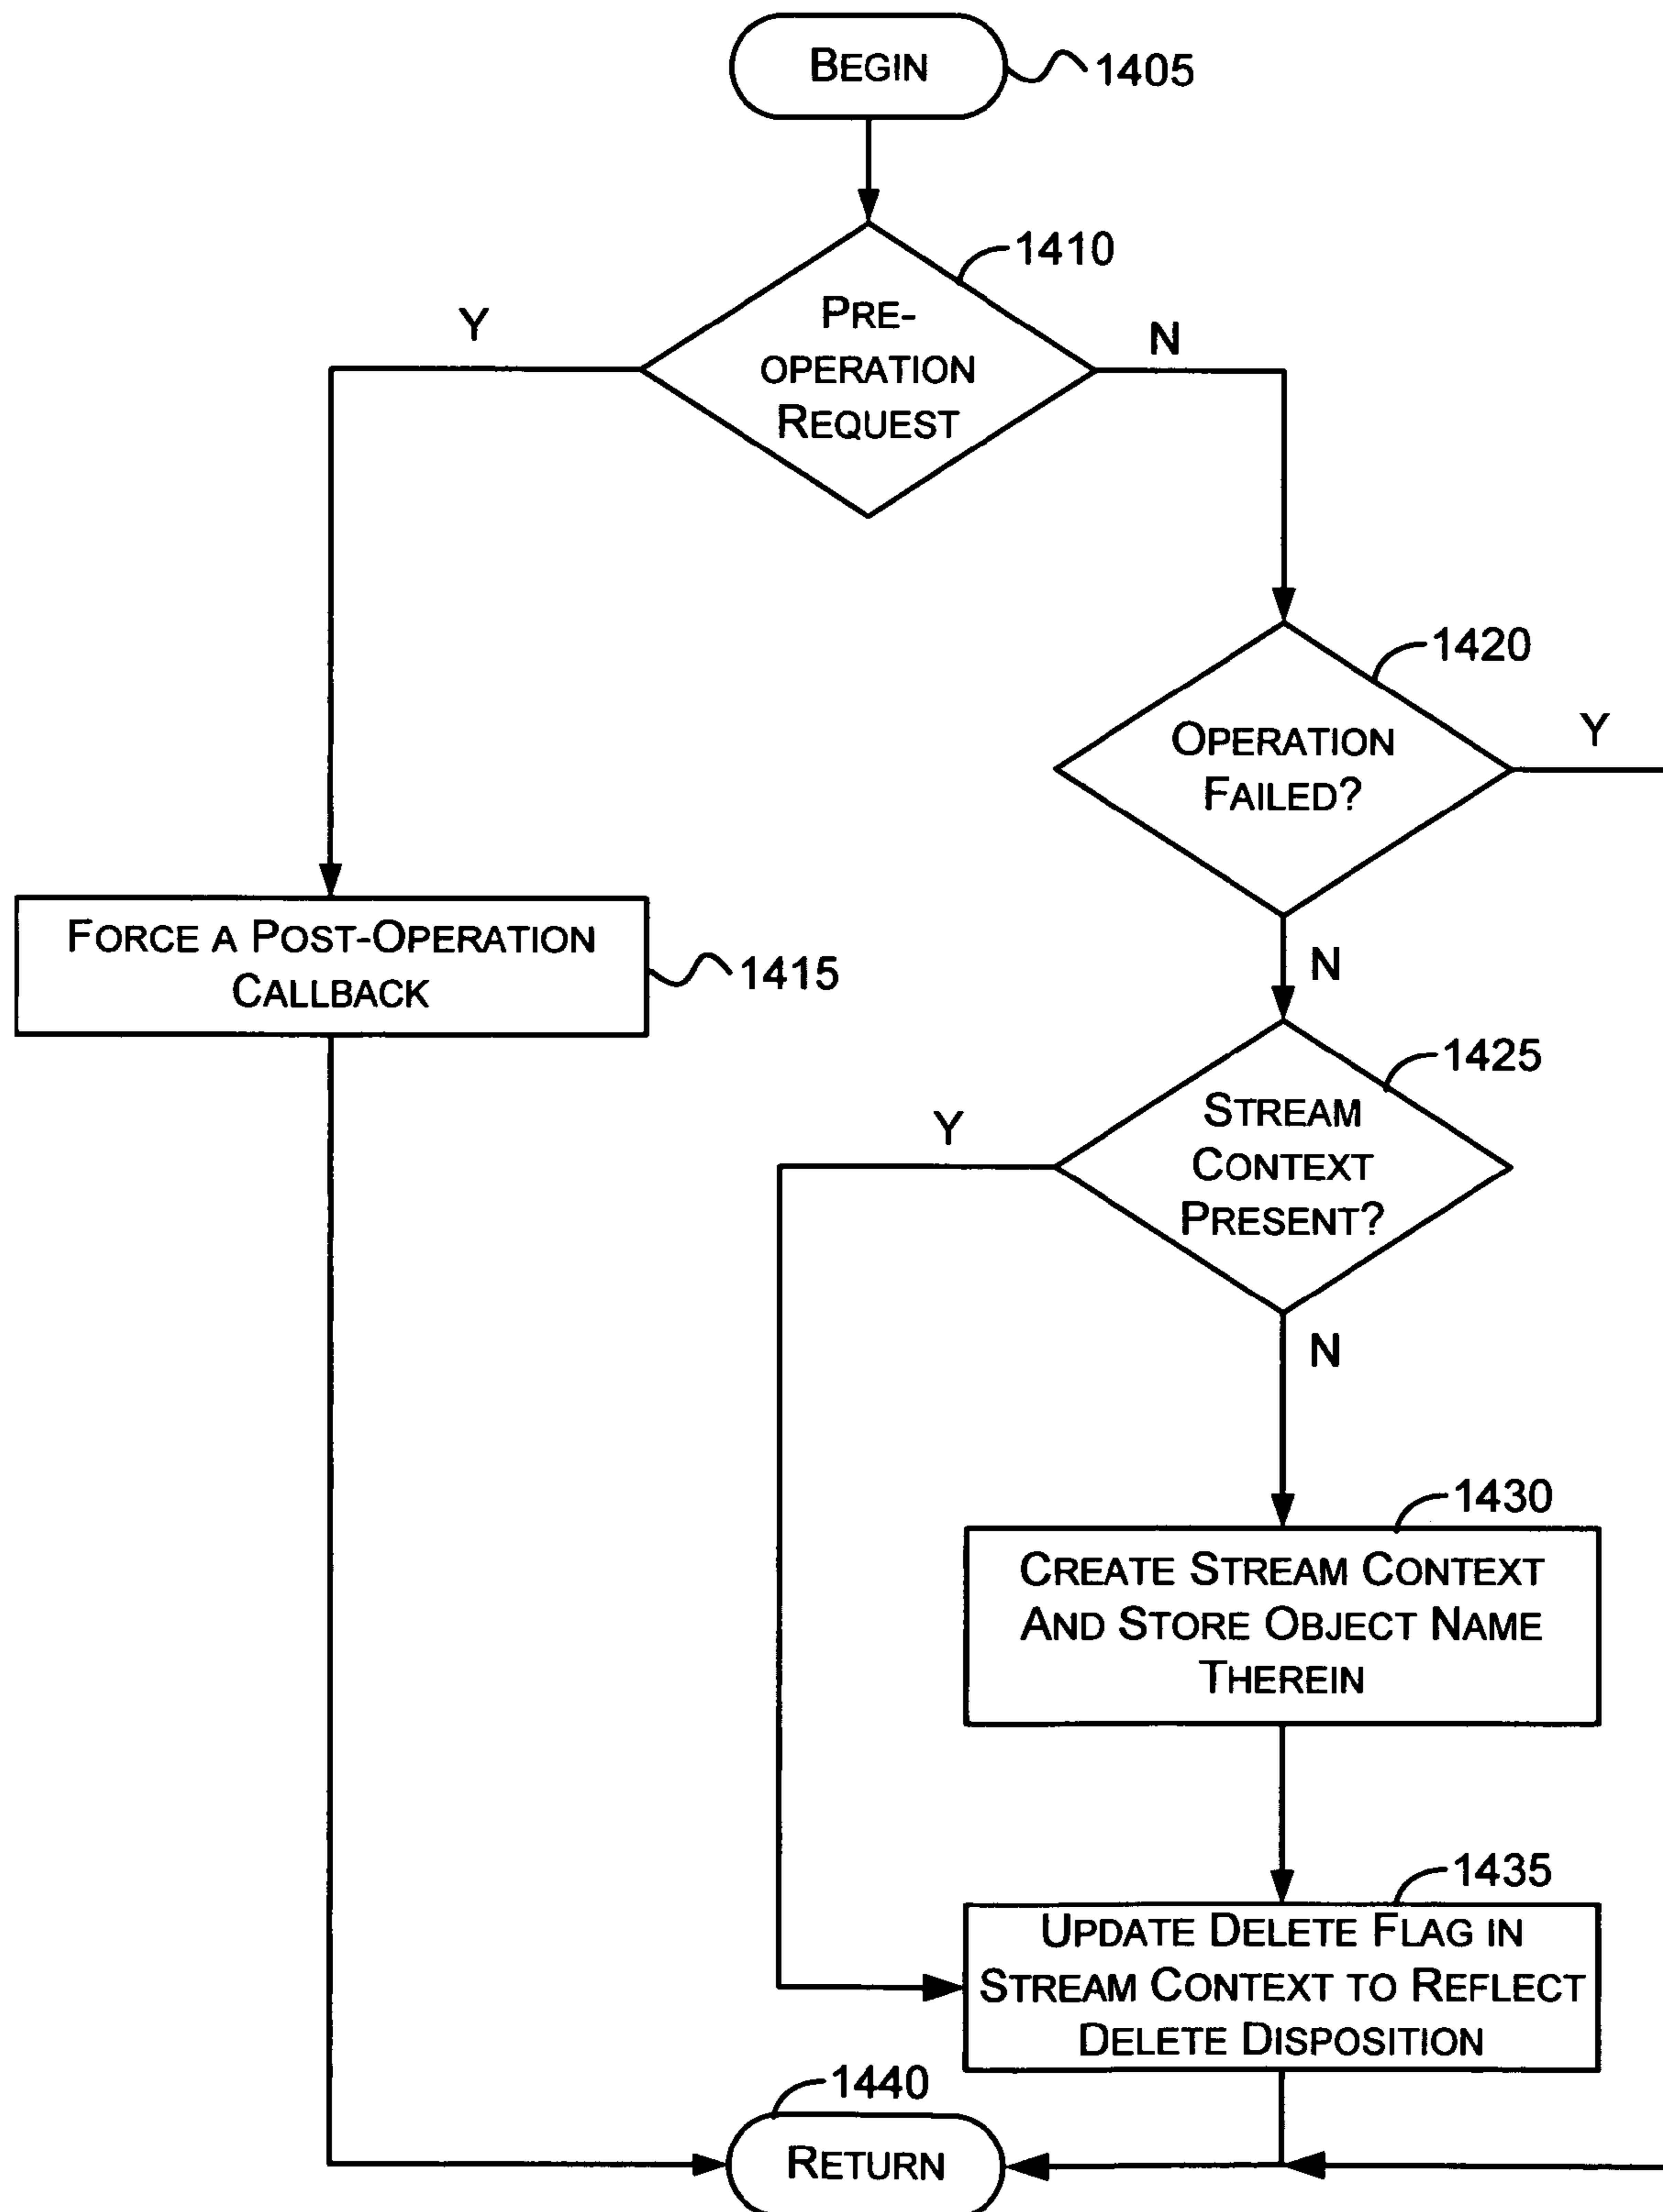 BEGIN
1405
1410
PRE-
OPERATION
REQUEST
Y
N
1420
OPERATION
FAILED?
Y
N
FORCE A POST-OPERATION
CALLBACK
1415
1425
STREAM
CONTEXT
PRESENT?
Y
N
1430
CREATE STREAM CONTEXT
AND STORE OBJECT NAME
THEREIN
1435
UPDATE DELETE FLAG IN
STREAM CONTEXT TO REFLECT
DELETE DISPOSITION
1440
RETURN